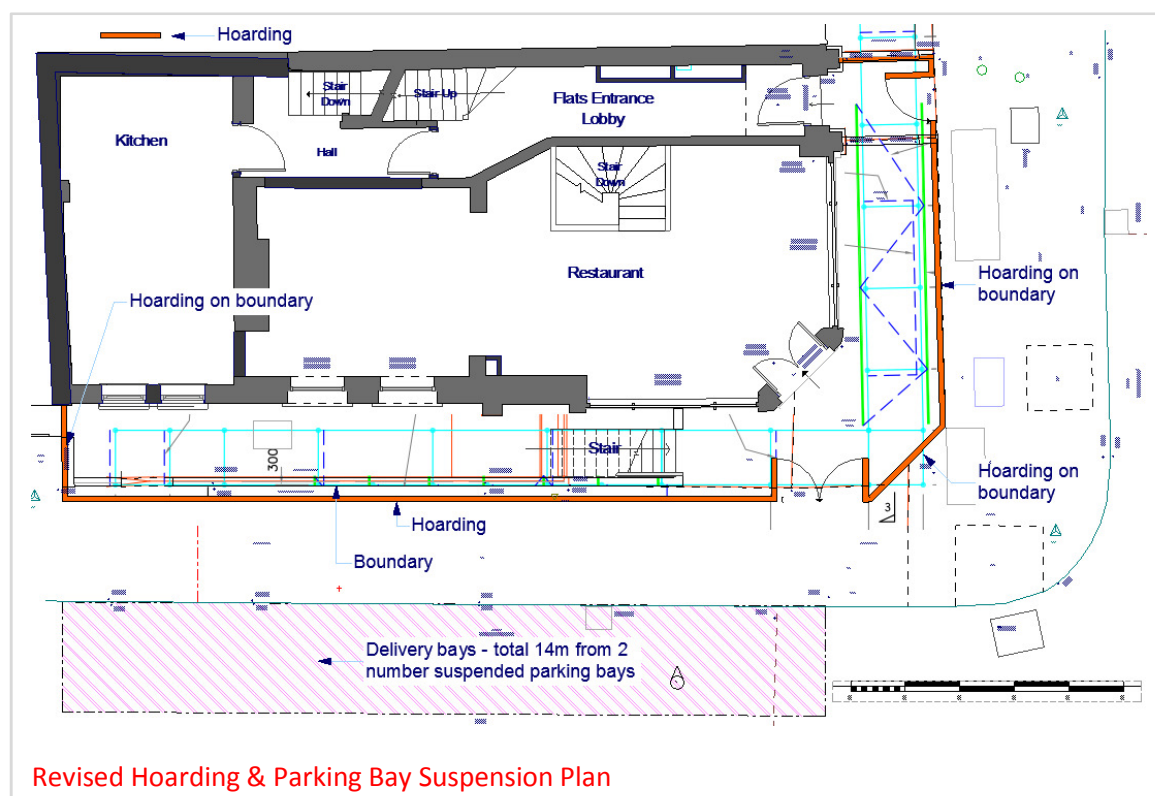 Hoarding
Stair
Down
Stair Up
Flats Entrance
Lobby
Kitchen
Hall
Stair
Down
Restaurant
Hoarding on boundary
Hoarding on
boundary
Stair
300
Hoarding on
boundary
3
Hoarding
Boundary
Delivery bays - total 14m from 2
number suspended parking bays
Revised Hoarding & Parking Bay Suspension Plan